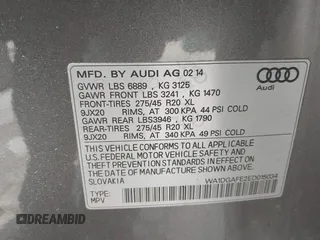 MFD. BY AUDI AG 02 14
GVWR LBS 6889 , KG 3125
GAWR FRONT LBS 3241 , KG 1470
FRONT-TIRES 275/45 R20 XL
9JX20 RIMS, AT 300 KPA 44 PSI COLD
GAWR REAR LBS3946 , KG 1790
REAR-TIRES 275/45 R20 XL
9JX20 RIMS, AT 340 KPA 49 PSI COLD
THIS VEHICLE CONFORMS TO ALL APPLICABLE
U.S. FEDERAL MOTOR VEHICLE SAFETY BUMPER AND
THEFT PREVENTION STANDARDS IN EFFECT ON
THE DATE OF MANUFACTURE SHOWN ABOVE
SLOVAKIA
TYPE:
MPV
Audi
© DIRABIMD